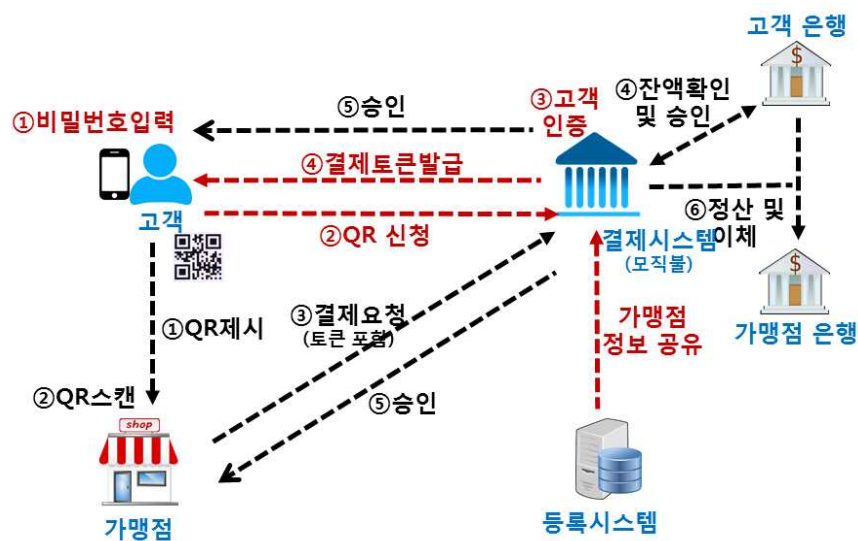 고객 은행
$
⑤승인
③고객
인증
④잔액확인
및 승인
①비밀번호입력
④결제토큰발급
고객
②QR 신청
⑥정산 및
이체
결제시스템
(모직불)
$
가맹점 은행
①QR제시
③결제요청
(토큰 포함)
가맹점
정보 공유
②QR스캔
⑤승인
shop
가맹점
등록시스템